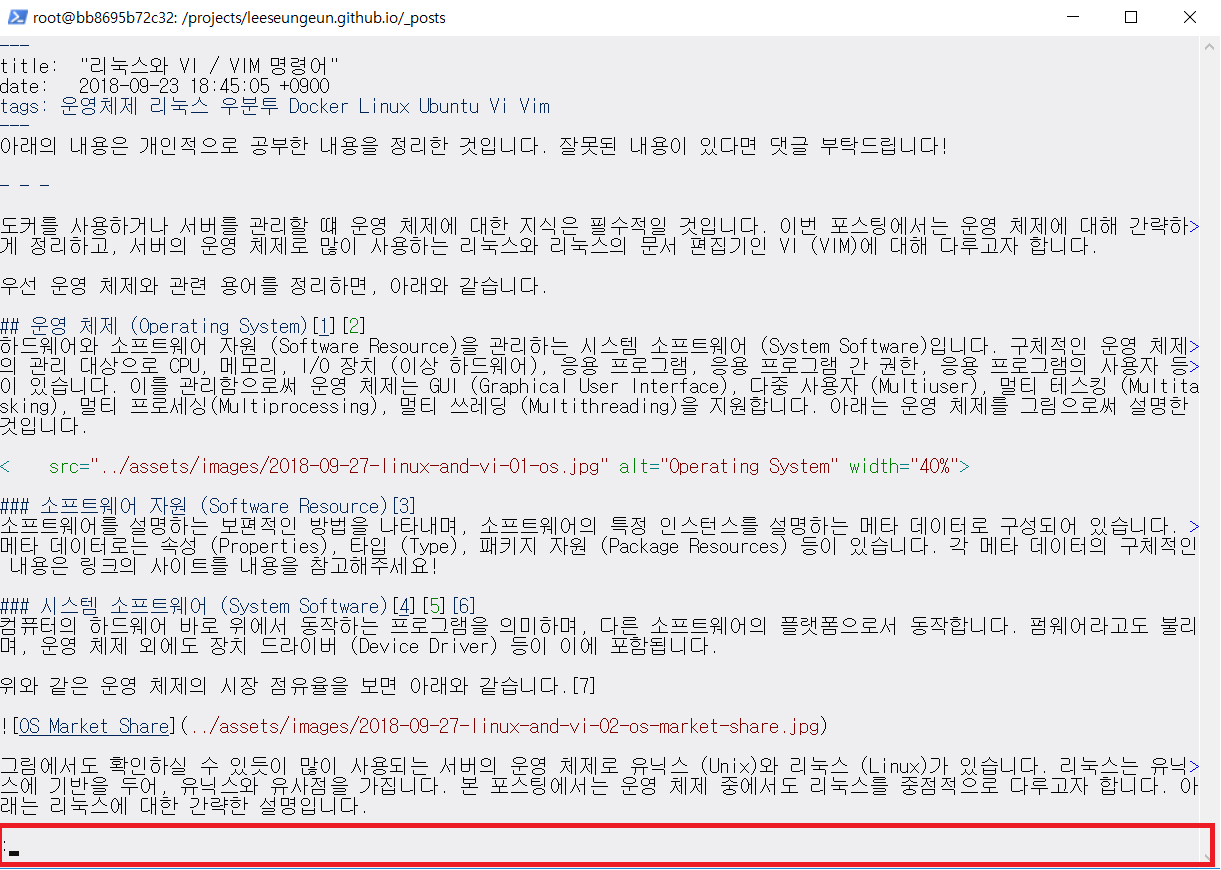 root@bb8695b72c32: /projects/leeseungeun.github.io/_posts
---
title:  "리눅스와 VI / VIM 명령어"
date:   2018-09-23 18:45:05 +0900
tags: 운영체제 리눅스 우분투 Docker Linux Ubuntu Vi Vim
---
아래의 내용은 개인적으로 공부한 내용을 정리한 것입니다. 잘못된 내용이 있다면 댓글 부탁드립니다!
- - -
도커를 사용하거나 서버를 관리할 떄 운영 체제에 대한 지식은 필수적일 것입니다. 이번 포스팅에서는 운영 체제에 대해 간략하>
게 정리하고, 서버의 운영 체제로 많이 사용하는 리눅스와 리눅스의 문서 편집기인 VI (VIM)에 대해 다루고자 합니다.
우선 운영 체제와 관련 용어를 정리하면, 아래와 같습니다.
## 운영 체제 (Operating System)[1][2]
하드웨어와 소프트웨어 자원 (Software Resource)을 관리하는 시스템 소프트웨어 (System Software)입니다. 구체적인 운영 체제>
의 관리 대상으로 CPU, 메모리, I/O 장치 (이상 하드웨어), 응용 프로그램, 응용 프로그램 간 권한, 응용 프로그램의 사용자 등>
이 있습니다. 이를 관리함으로써 운영 체제는 GUI (Graphical User Interface), 다중 사용자 (Multiuser), 멀티 테스킹 (Multita
sking), 멀티 프로세싱(Multiprocessing), 멀티 쓰레딩 (Multithreading)을 지원합니다. 아래는 운영 체제를 그림으로써 설명한
것입니다.
<    src="../assets/images/2018-09-27-linux-and-vi-01-os.jpg" alt="Operating System" width="40%">
### 소프트웨어 자원 (Software Resource)[3]
소프트웨어를 설명하는 보편적인 방법을 나타내며, 소프트웨어의 특정 인스턴스를 설명하는 메타 데이터로 구성되어 있습니다. >
메타 데이터로는 속성 (Properties), 타입 (Type), 패키지 자원 (Package Resources) 등이 있습니다. 각 메타 데이터의 구체적인
내용은 링크의 사이트를 내용을 참고해주세요!
### 시스템 소프트웨어 (System Software)[4][5][6]
컴퓨터의 하드웨어 바로 위에서 동작하는 프로그램을 의미하며, 다른 소프트웨어의 플랫폼으로서 동작합니다. 펌웨어라고도 불리
며, 운영 체제 외에도 장치 드라이버 (Device Driver) 등이 이에 포함됩니다.
위와 같은 운영 체제의 시장 점유율을 보면 아래와 같습니다.[7]
![OS Market Share](../assets/images/2018-09-27-linux-and-vi-02-os-market-share.jpg)
그림에서도 확인하실 수 있듯이 많이 사용되는 서버의 운영 체제로 유닉스 (Unix)와 리눅스 (Linux)가 있습니다. 리눅스는 유닉>
스에 기반을 두어, 유닉스와 유사점을 가집니다. 본 포스팅에서는 운영 체제 중에서도 리눅스를 중점적으로 다루고자 합니다. 아
래는 리눅스에 대한 간략한 설명입니다.
: